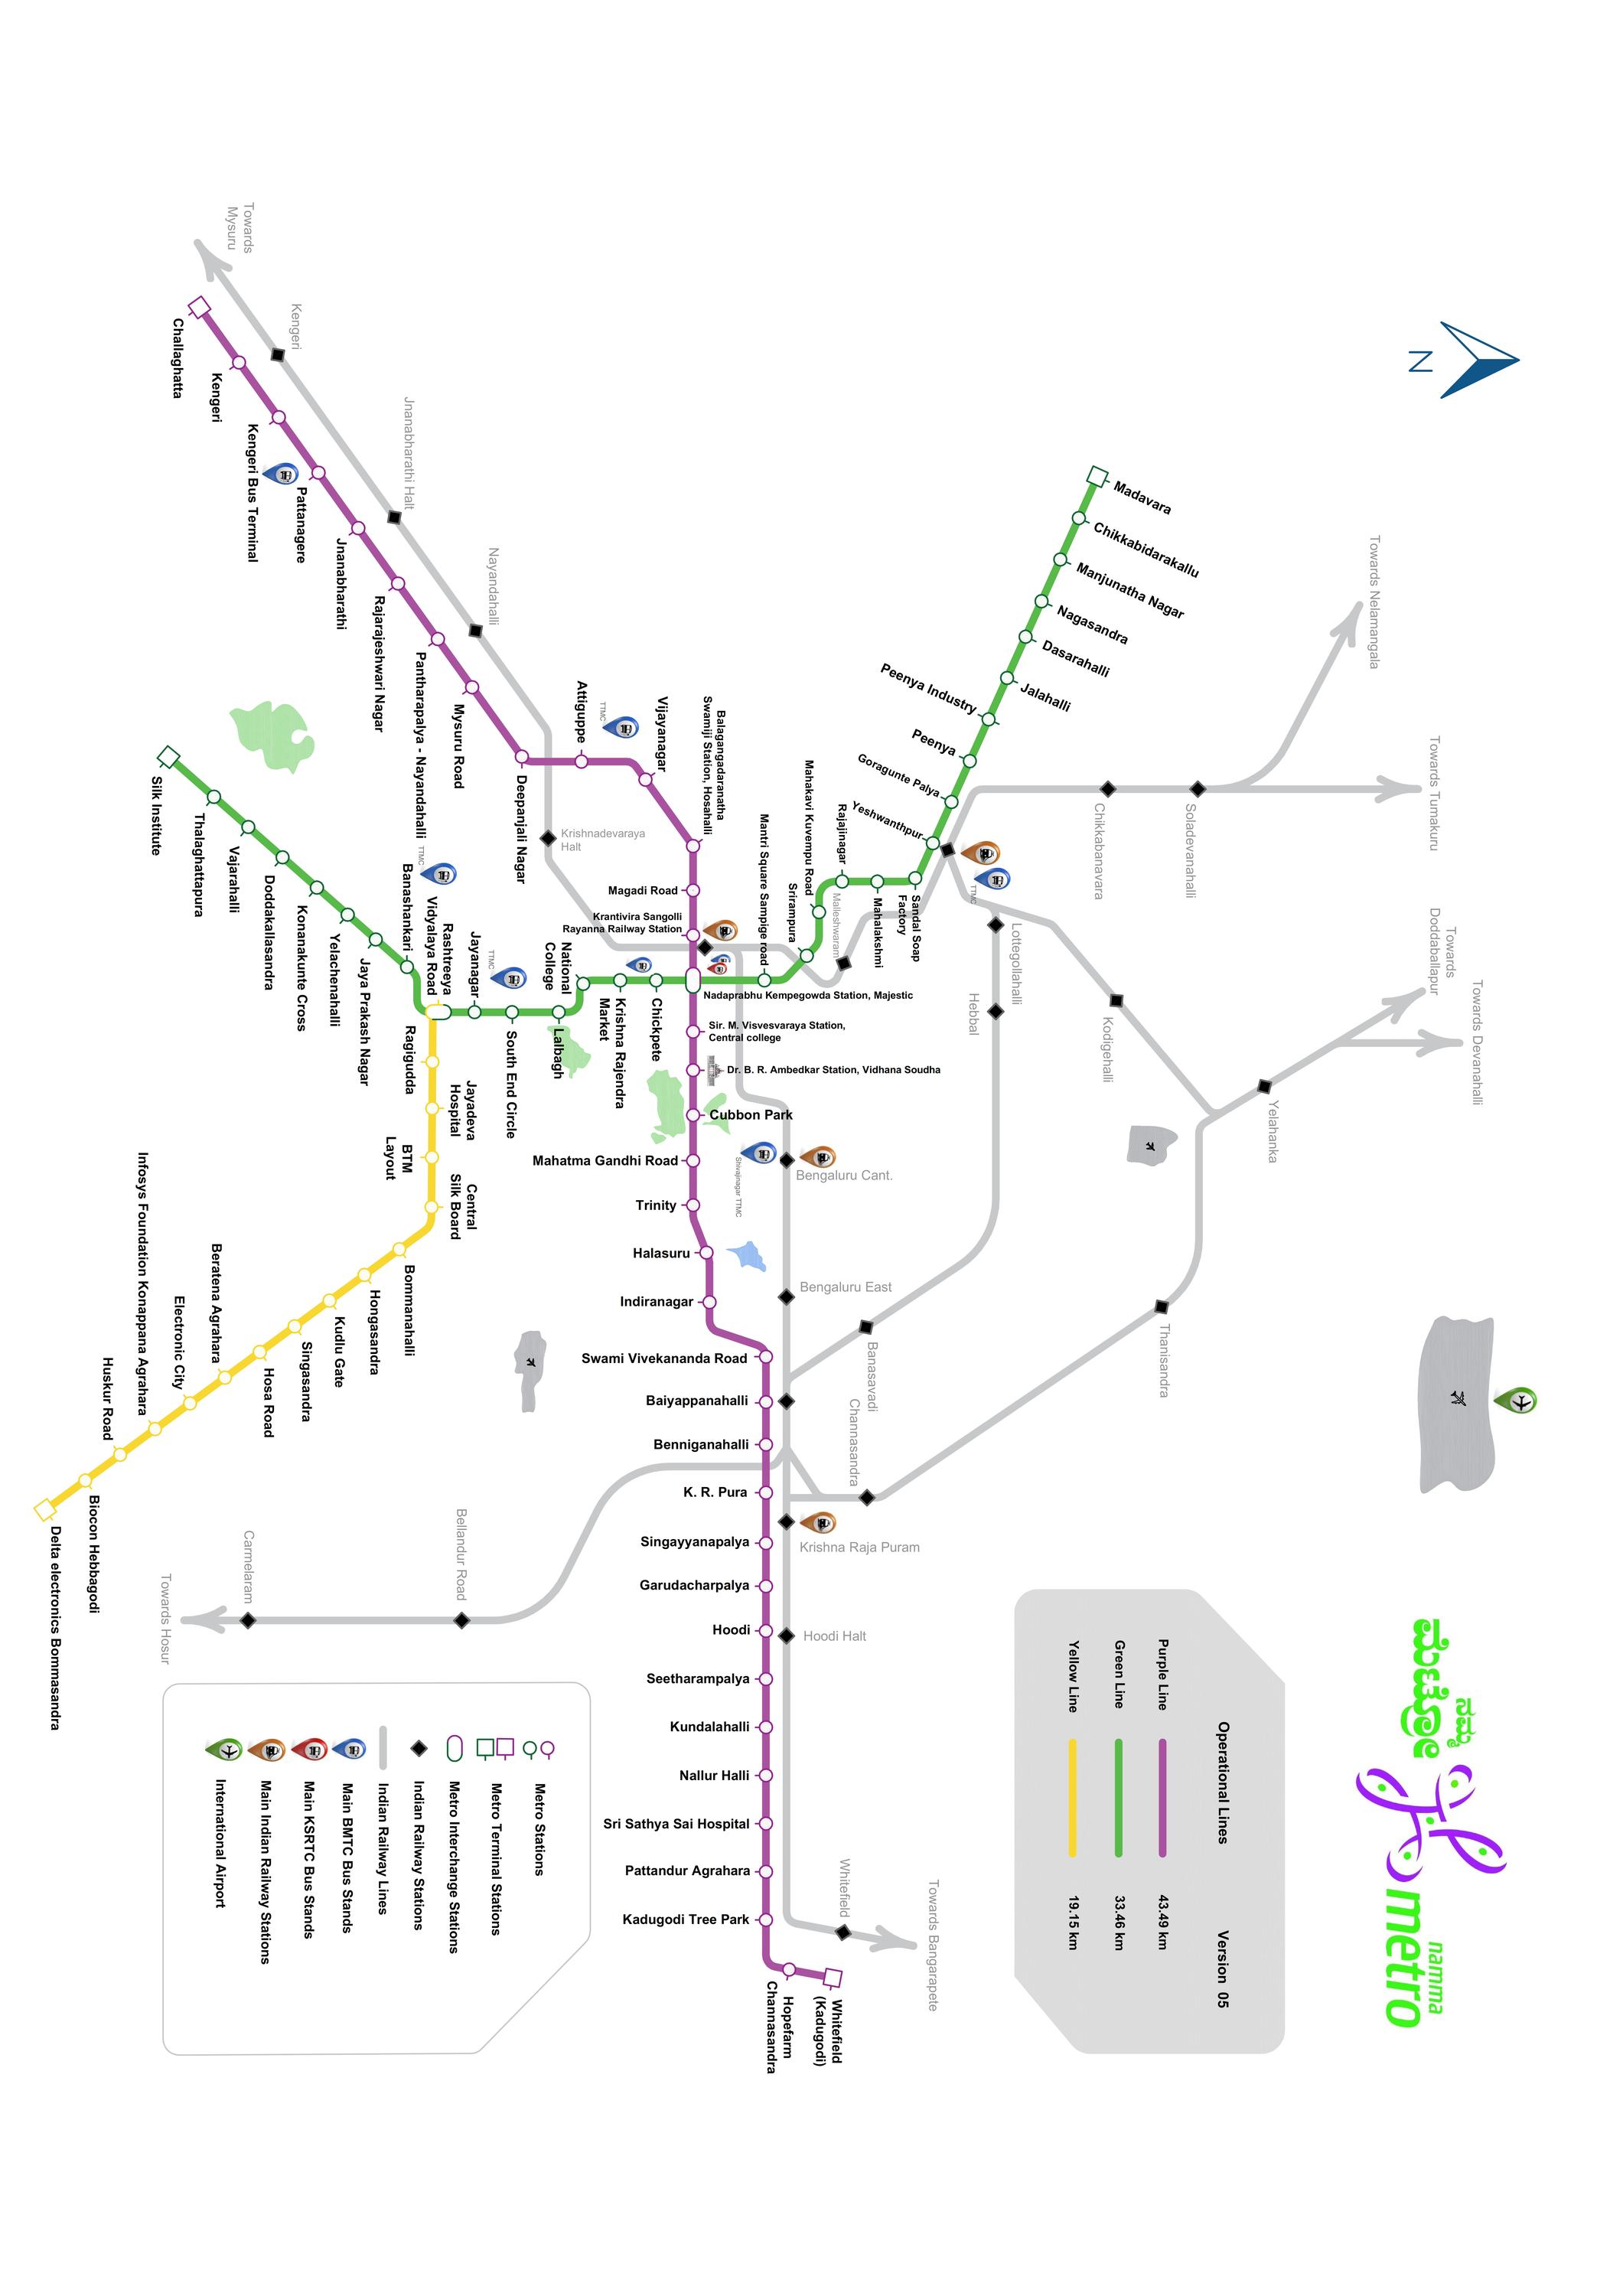 N
ನಮ್ಮ
ಮೆಟ್ರೋ
namma
metro
Operational Lines Version 05
Purple Line 43.49 km
Green Line 33.46 km
Yellow Line 19.15 km
Metro Stations
Metro Terminal Stations
Metro Interchange Stations
Indian Railway Stations
Indian Railway Lines
Main BMTC Bus Stands
Main KSRTC Bus Stands
Main Indian Railway Stations
International Airport
Challaghatta
Kengeri
Kengeri Bus Terminal
Pattanagere
Jnanabharathi
Rajarajeshwari Nagar
Pantharapalya - Nayandahalli
Mysuru Road
Deepanjali Nagar
Attiguppe
TTMC
Vijayanagar
Balagangadaranatha
Swamiji Station, Hosahalli
Magadi Road
Krantivira Sangolli
Rayanna Railway Station
Nadaprabhu Kempegowda Station, Majestic
Sir. M. Visvesvaraya Station,
Central college
Dr. B. R. Ambedkar Station, Vidhana Soudha
Cubbon Park
Mahatma Gandhi Road
Trinity
Halasuru
Indiranagar
Swami Vivekananda Road
Baiyappanahalli
Benniganahalli
K. R. Pura
Singayyanapalya
Garudacharpalya
Hoodi
Seetharampalya
Kundalahalli
Nallur Halli
Sri Sathya Sai Hospital
Pattandur Agrahara
Kadugodi Tree Park
Hopefarm
Channasandra
Whitefield
(Kadugodi)
Madavara
Chikkabidarakallu
Manjunatha Nagar
Nagasandra
Dasarahalli
Jalahalli
Peenya Industry
Peenya
Goragunte Palya
Yeshwanthpur
TTMC
Sandal Soap
Factory
Mahalakshmi
Rajajinagar
Mahakavi Kuvempu Road
Srirampura
Mantri Square Sampige road
Chickpete
Krishna Rajendra
Market
National
College
Lalbagh
South End Circle
Jayanagar
TTMC
Rashtreeya
Vidyalaya Road
Banashankari
TTMC
Jaya Prakash Nagar
Yelachenahalli
Konanakunte Cross
Doddakallasandra
Vajarahalli
Thalaghattapura
Silk Institute
Ragigudda
Jayadeva
Hospital
BTM
Layout
Central
Silk Board
Bommanahalli
Hongasandra
Kudlu Gate
Singasandra
Hosa Road
Beratena Agrahara
Electronic City
Infosys Foundation Konappana Agrahara
Huskur Road
Biocon Hebbagodi
Delta electronics Bommasandra
Towards
Mysuru
Kengeri
Jnanabharathi Halt
Nayandahalli
Krishnadevaraya
Halt
Malleshwaram
Shivajinagar TTMC
Bengaluru Cant.
Bengaluru East
Banasavadi
Channasandra
Krishna Raja Puram
Hoodi Halt
Whitefield
Towards Bangarapete
Bellandur Road
Carmelaram
Towards Hosur
Lottegollahalli
Hebbal
Kodigehalli
Yelahanka
Thanisandra
Chikkabanavara
Soladevanahalli
Towards Nelamangala
Towards Tumakuru
Towards
Doddaballapur
Towards Devanahalli